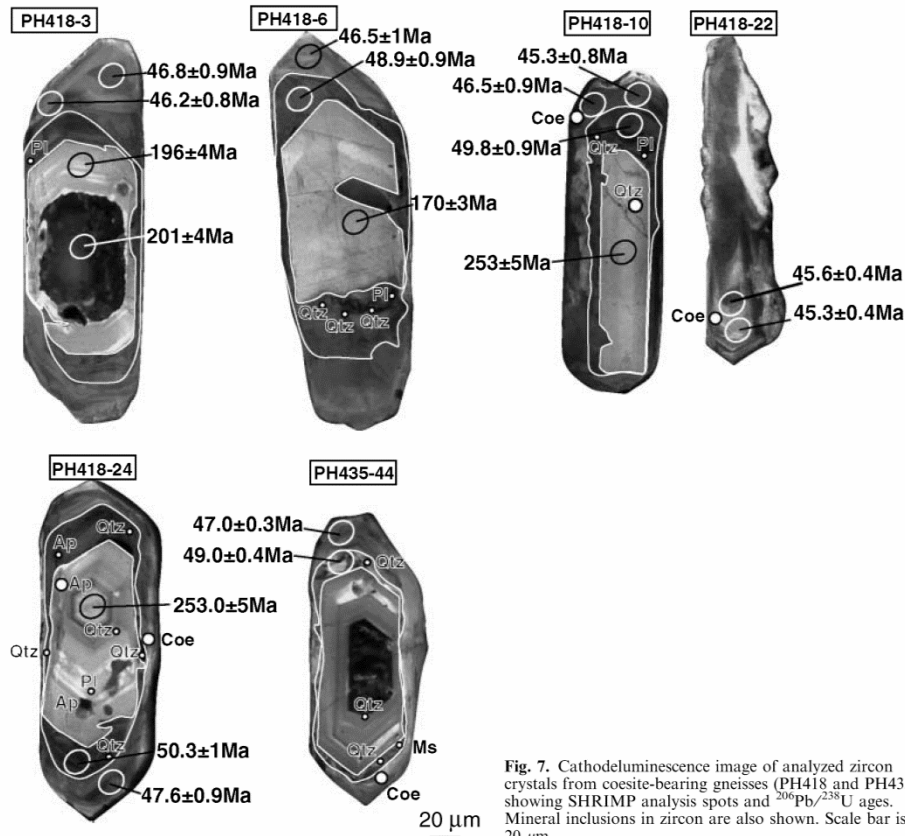 PH418-3
PH418-6
PH418-10
PH418-22
46.8±0.9Ma
46.2±0.8Ma
Pl
196±4Ma
201±4Ma
46.5±1Ma
48.9±0.9Ma
170±3Ma
Pl
Qtz
Qtz
Qtz
45.3±0.8Ma
46.5±0.9Ma
Coe
49.8±0.9Ma
Qtz
Pl
Qtz
253±5Ma
45.6±0.4Ma
Coe
45.3±0.4Ma
PH418-24
PH435-44
Qtz
Ap
Ap
253.0±5Ma
Qtz
Coe
Qtz
Qtz
Pl
Ap
Qtz
50.3±1Ma
47.6±0.9Ma
47.0±0.3Ma
49.0±0.4Ma
Qtz
Qtz
Qtz
Ms
Coe
20 µm
Fig. 7. Cathodeluminescence image of analyzed zircon
crystals from coesite-bearing gneisses (PH418 and PH43
showing SHRIMP analysis spots and ²⁰⁶Pb/²³⁸U ages.
Mineral inclusions in zircon are also shown. Scale bar is
20 µm